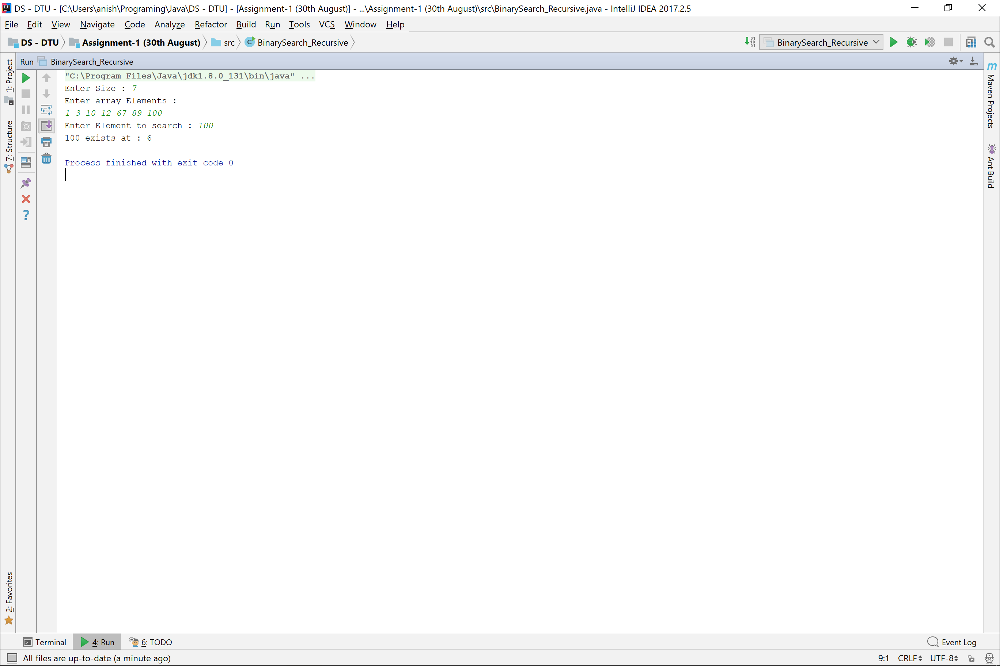 DS - DTU - [C:\Users\anish\Programing\Java\DS - DTU] - [Assignment-1 (30th August)] - ...\Assignment-1 (30th August)\src\BinarySearch_Recursive.java - IntelliJ IDEA 2017.2.5
File Edit View Navigate Code Analyze Refactor Build Run Tools VCS Window Help
DS - DTU Assignment-1 (30th August) src BinarySearch_Recursive BinarySearch_Recursive
Run BinarySearch_Recursive
1: Project
7: Structure
2: Favorites
"C:\Program Files\Java\jdk1.8.0_131\bin\java" ...
Enter Size : 7
Enter array Elements :
1 3 10 12 67 89 100
Enter Element to search : 100
100 exists at : 6
Process finished with exit code 0
Maven Projects
Ant Build
Terminal 4: Run 6: TODO Event Log
All files are up-to-date (a minute ago) 9:1 CRLF UTF-8